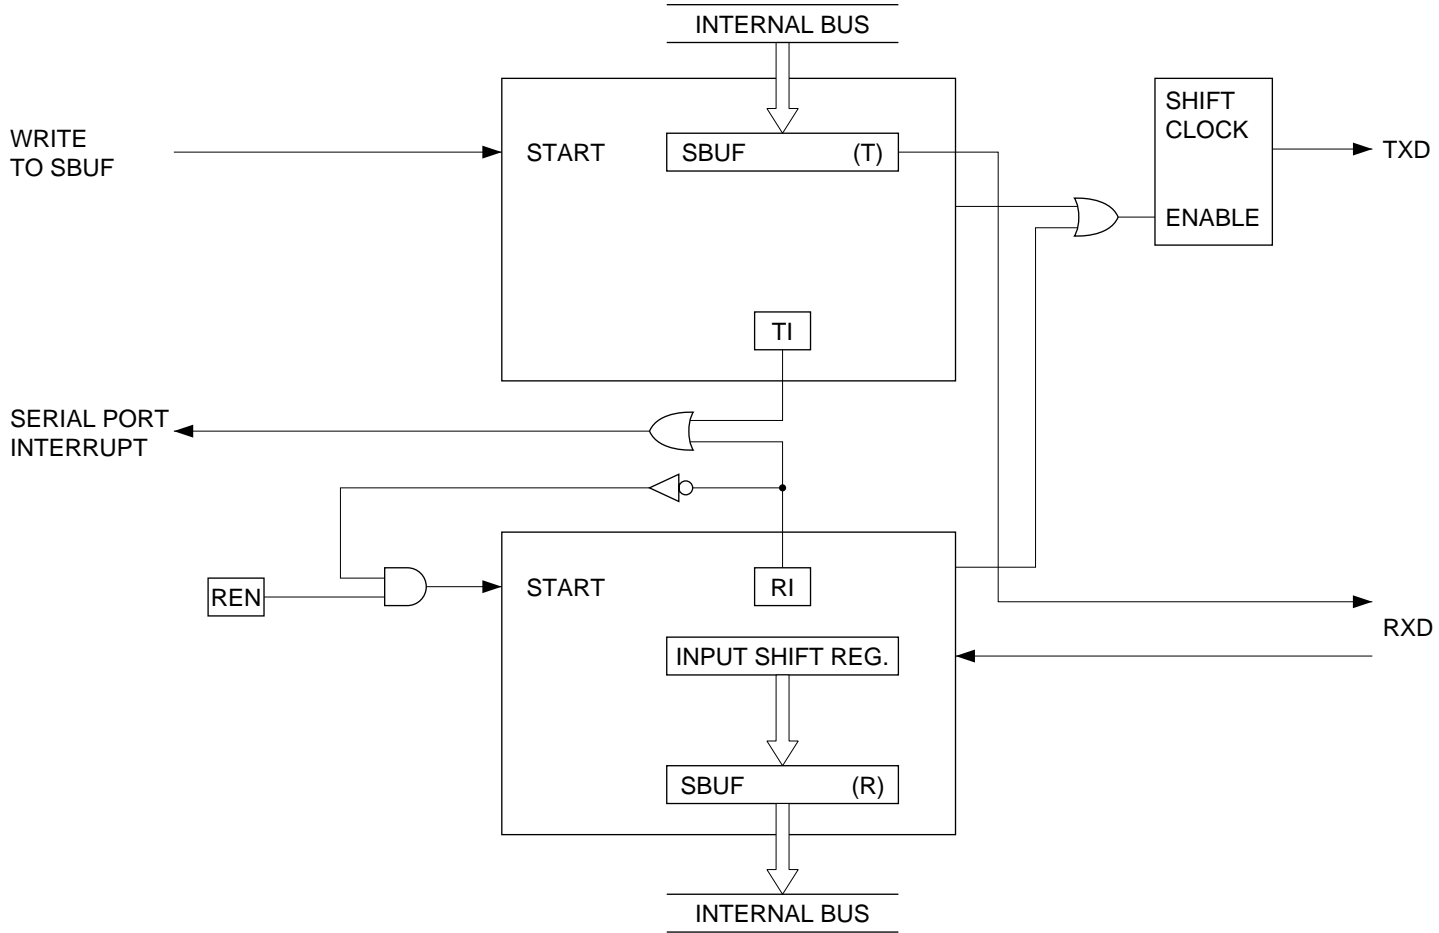 INTERNAL BUS
WRITE
TO SBUF
START
SBUF (T)
SHIFT
CLOCK
ENABLE
TXD
TI
SERIAL PORT
INTERRUPT
REN
START
RI
INPUT SHIFT REG.
RXD
SBUF (R)
INTERNAL BUS